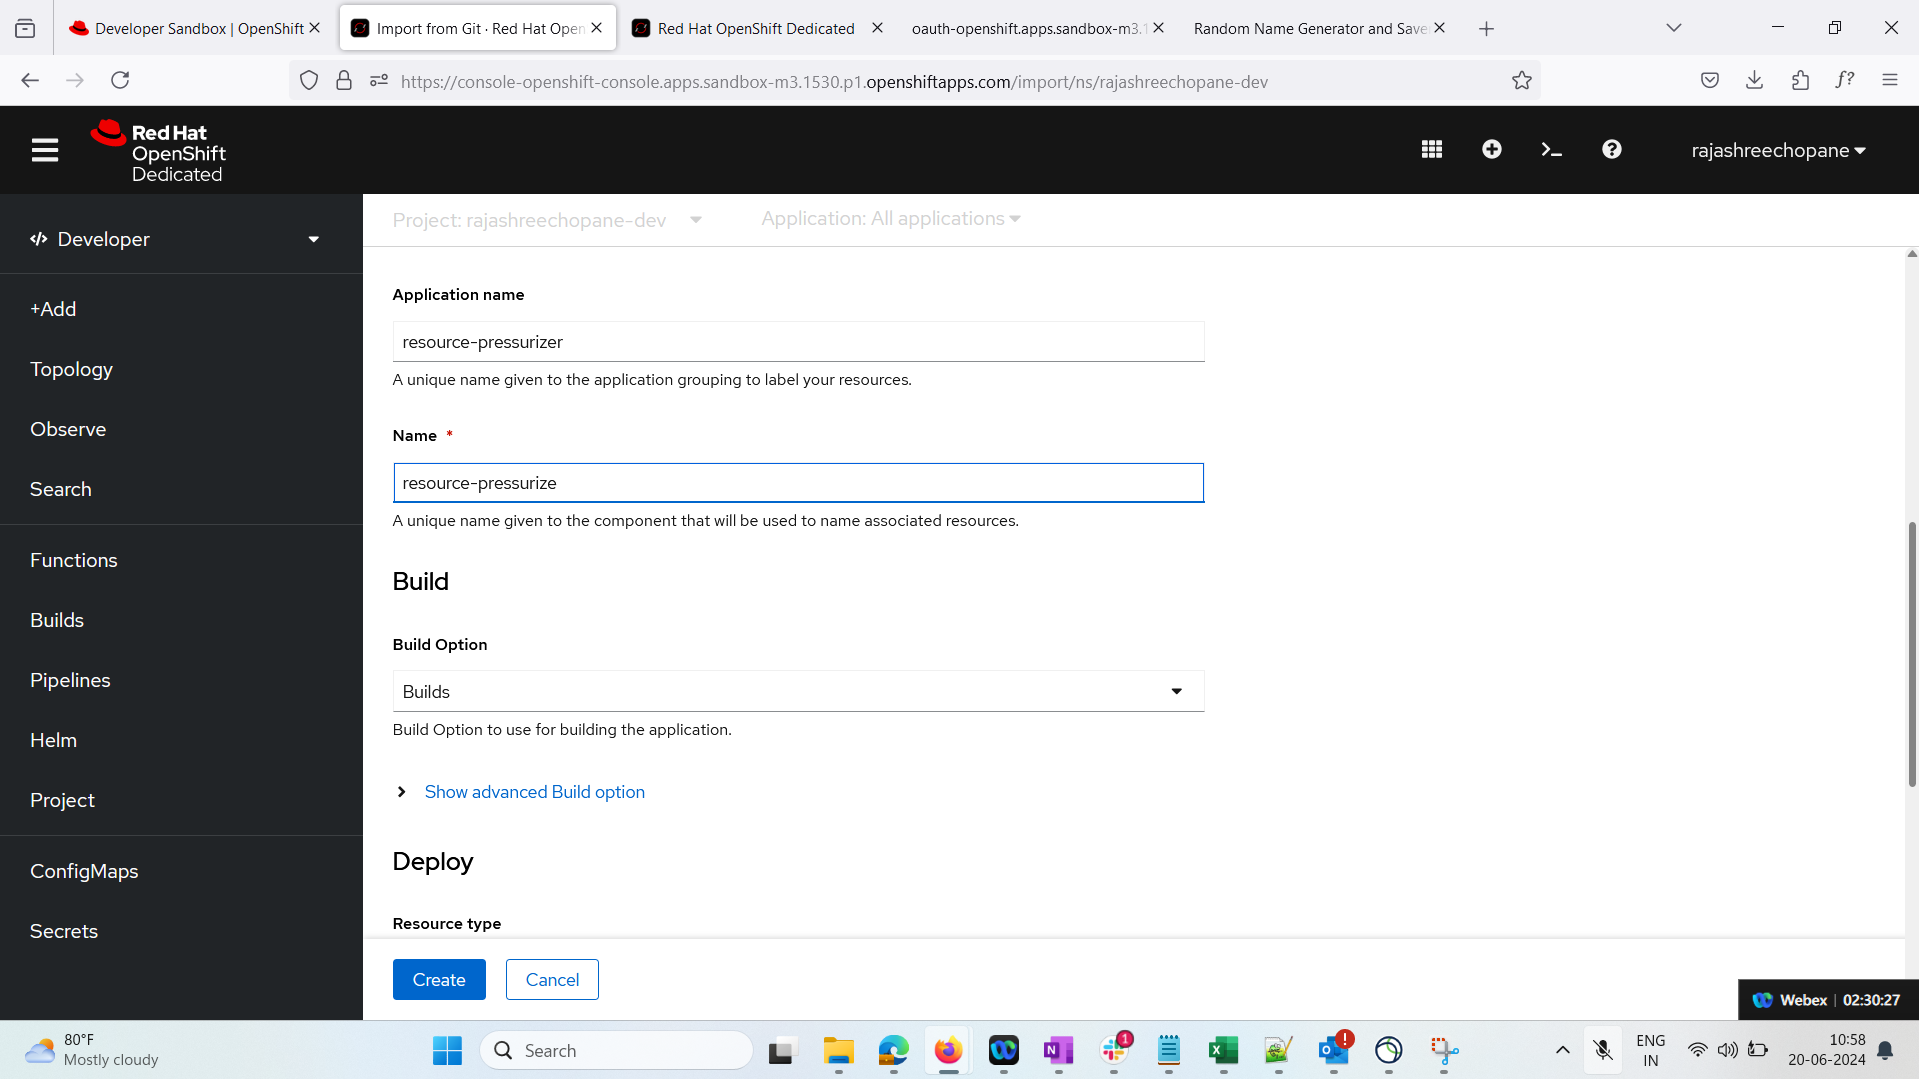 Developer Sandbox | OpenShift
Import from Git · Red Hat Open
Red Hat OpenShift Dedicated
oauth-openshift.apps.sandbox-m3.1
Random Name Generator and Save
https://console-openshift-console.apps.sandbox-m3.1530.p1.openshiftapps.com/import/ns/rajashreechopane-dev
Red Hat
OpenShift
Dedicated
rajashreechopane
Developer
+Add
Topology
Observe
Search
Functions
Builds
Pipelines
Helm
Project
ConfigMaps
Secrets
Project: rajashreechopane-dev
Application: All applications
Application name
resource-pressurizer
A unique name given to the application grouping to label your resources.
Name *
resource-pressurize
A unique name given to the component that will be used to name associated resources.
Build
Build Option
Builds
Build Option to use for building the application.
Show advanced Build option
Deploy
Resource type
Create
Cancel
Webex | 02:30:27
80°F
Mostly cloudy
Search
1
ENG
IN
10:58
20-06-2024